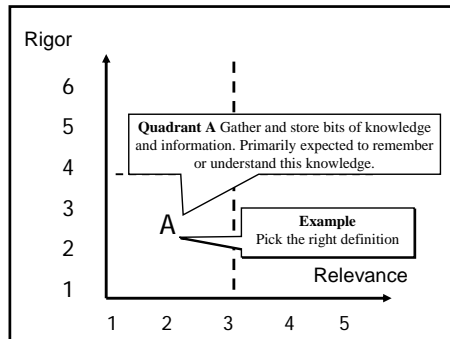 Rigor
6
5
4
3
2
1
Quadrant A Gather and store bits of knowledge
and information. Primarily expected to remember
or understand this knowledge.
A
Example
Pick the right definition
Relevance
1 2 3 4 5